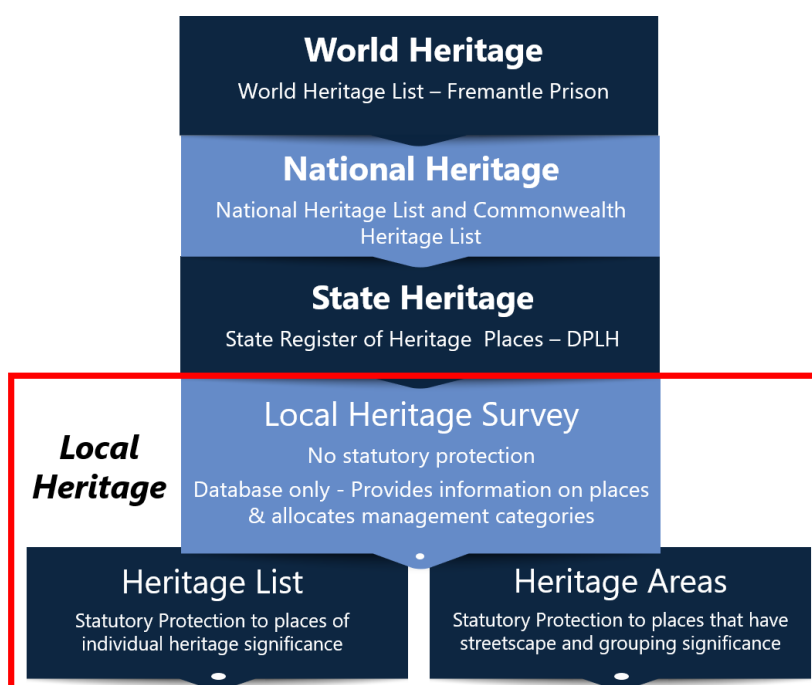 World Heritage
World Heritage List – Fremantle Prison
National Heritage
National Heritage List and Commonwealth
Heritage List
State Heritage
State Register of Heritage Places – DPLH
Local
Heritage
Local Heritage Survey
No statutory protection
Database only - Provides information on places
& allocates management categories
Heritage List
Statutory Protection to places of
individual heritage significance
Heritage Areas
Statutory Protection to places that have
streetscape and grouping significance